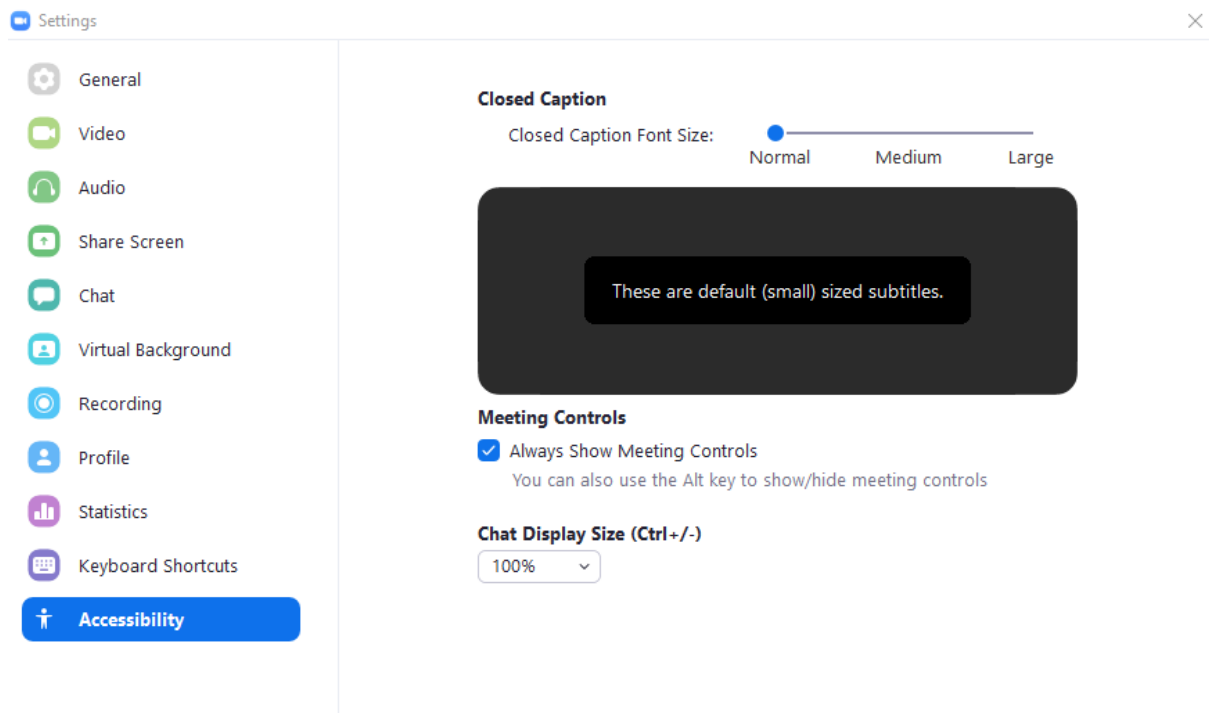 Settings
General
Video
Audio
Share Screen
Chat
Virtual Background
Recording
Profile
Statistics
Keyboard Shortcuts
Accessibility
Closed Caption
Closed Caption Font Size:
Normal Medium Large
These are default (small) sized subtitles.
Meeting Controls
Always Show Meeting Controls
You can also use the Alt key to show/hide meeting controls
Chat Display Size (Ctrl+/-)
100%